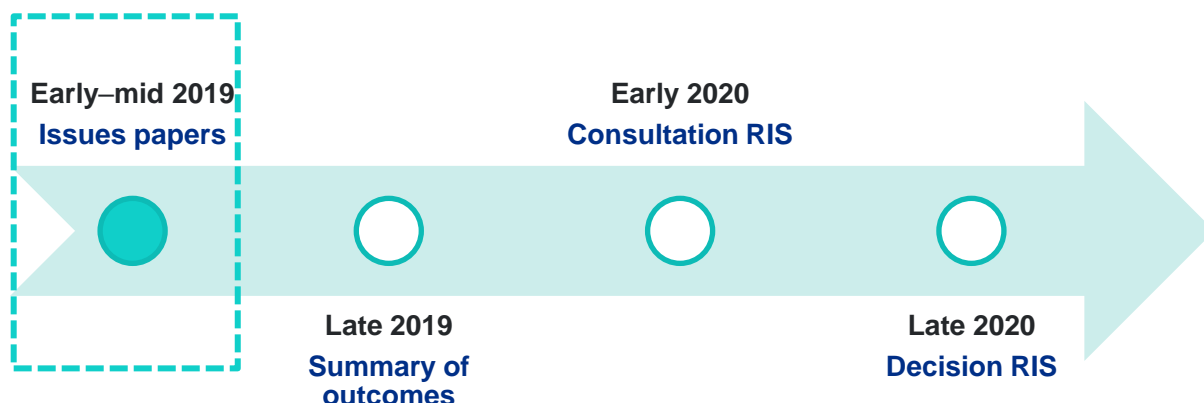 Early–mid 2019
Issues papers
Late 2019
Summary of
outcomes
Early 2020
Consultation RIS
Late 2020
Decision RIS